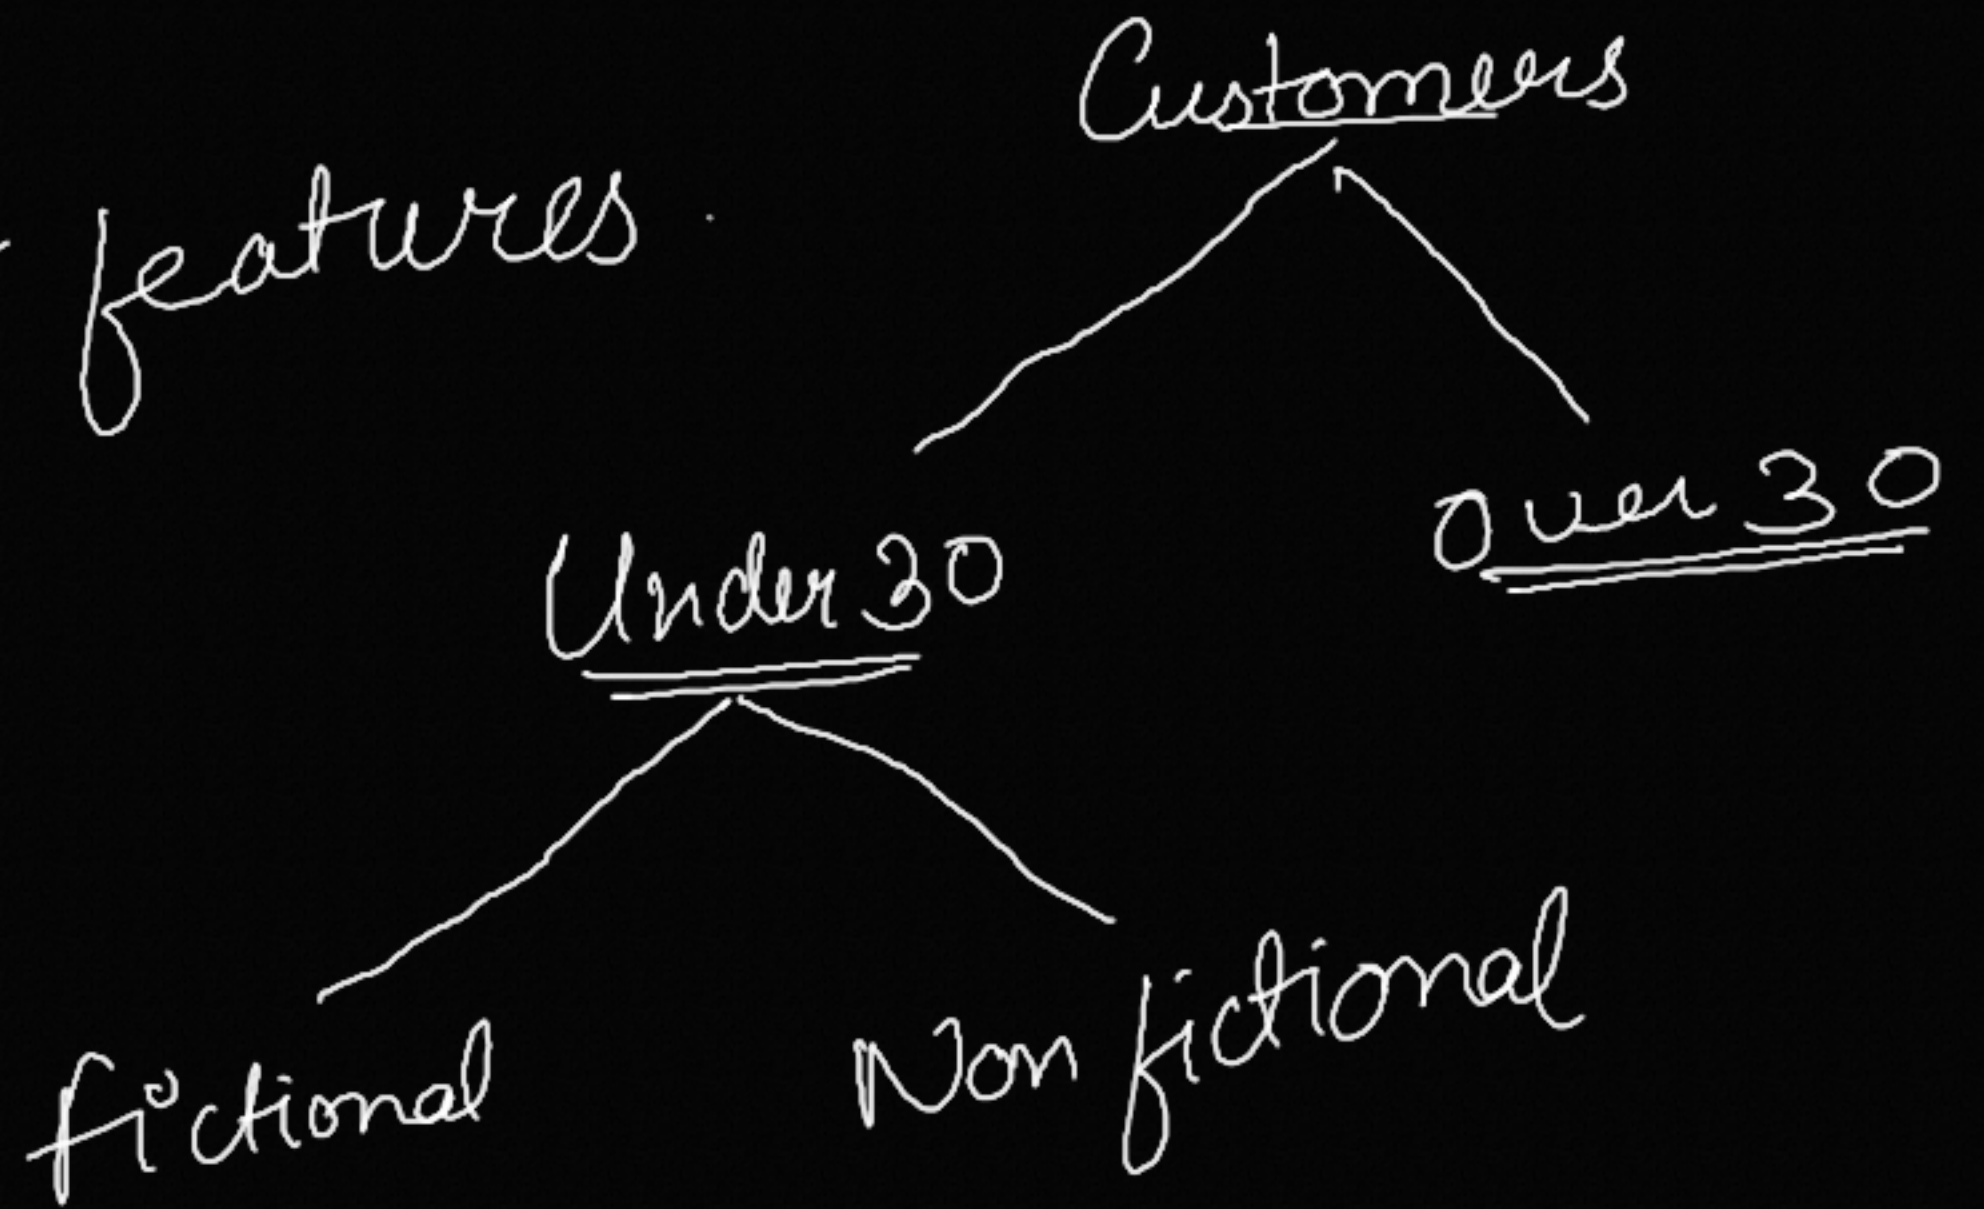 Customers
features
Over 30
Under 30
fictional
Non fictional